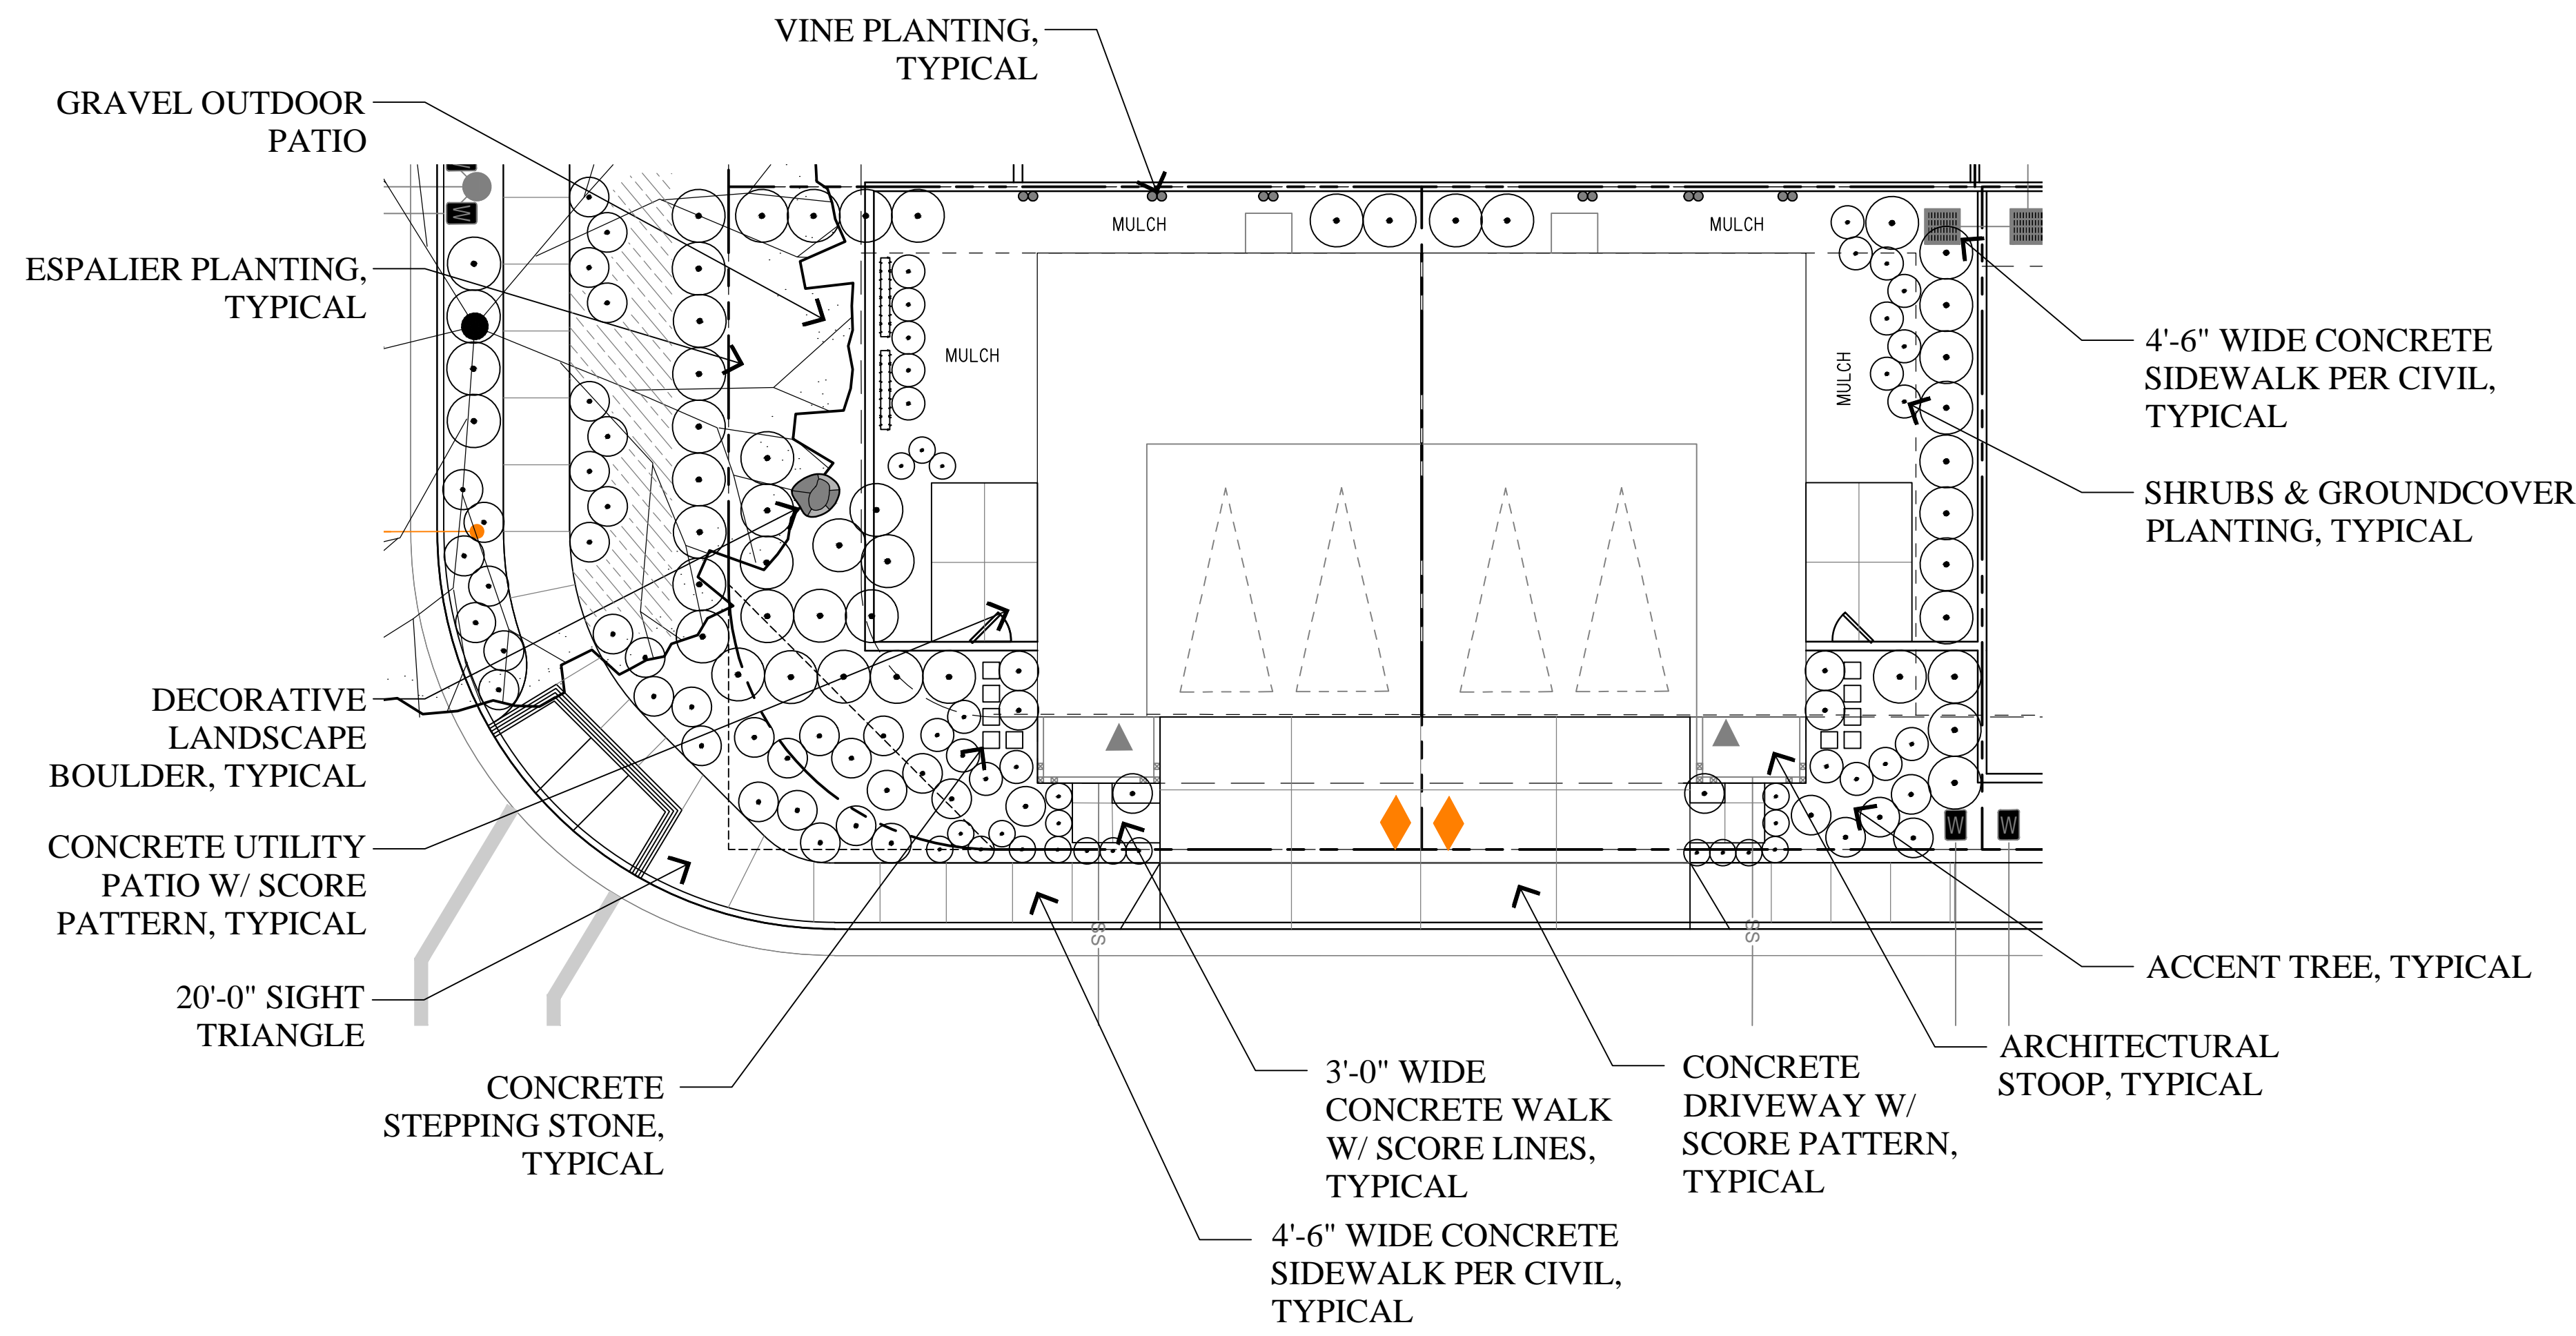 VINE PLANTING,
TYPICAL
GRAVEL OUTDOOR
PATIO
ESPALIER PLANTING,
TYPICAL
MULCH
MULCH
MULCH
MULCH
W
W
4'-6" WIDE CONCRETE
SIDEWALK PER CIVIL,
TYPICAL
SHRUBS & GROUNDCOVER
PLANTING, TYPICAL
DECORATIVE
LANDSCAPE
BOULDER, TYPICAL
CONCRETE UTILITY
PATIO W/ SCORE
PATTERN, TYPICAL
20'-0" SIGHT
TRIANGLE
W
W
SS
SS
ACCENT TREE, TYPICAL
ARCHITECTURAL
STOOP, TYPICAL
CONCRETE
STEPPING STONE,
TYPICAL
3'-0" WIDE
CONCRETE WALK
W/ SCORE LINES,
TYPICAL
CONCRETE
DRIVEWAY W/
SCORE PATTERN,
TYPICAL
4'-6" WIDE CONCRETE
SIDEWALK PER CIVIL,
TYPICAL